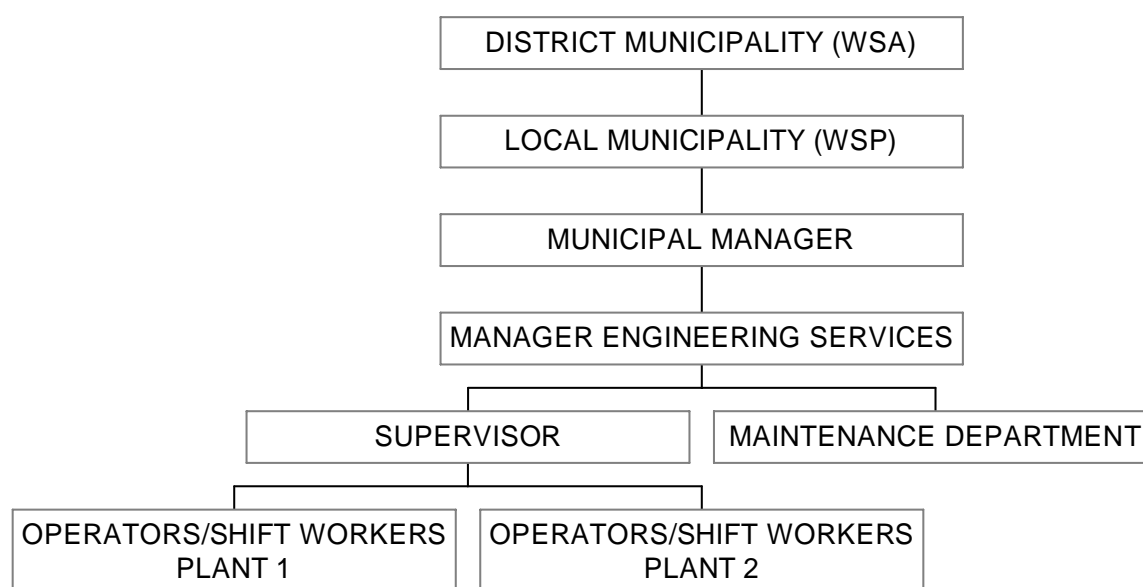 DISTRICT MUNICIPALITY (WSA)
LOCAL MUNICIPALITY (WSP)
MUNICIPAL MANAGER
MANAGER ENGINEERING SERVICES
SUPERVISOR
MAINTENANCE DEPARTMENT
OPERATORS/SHIFT WORKERS
PLANT 1
OPERATORS/SHIFT WORKERS
PLANT 2